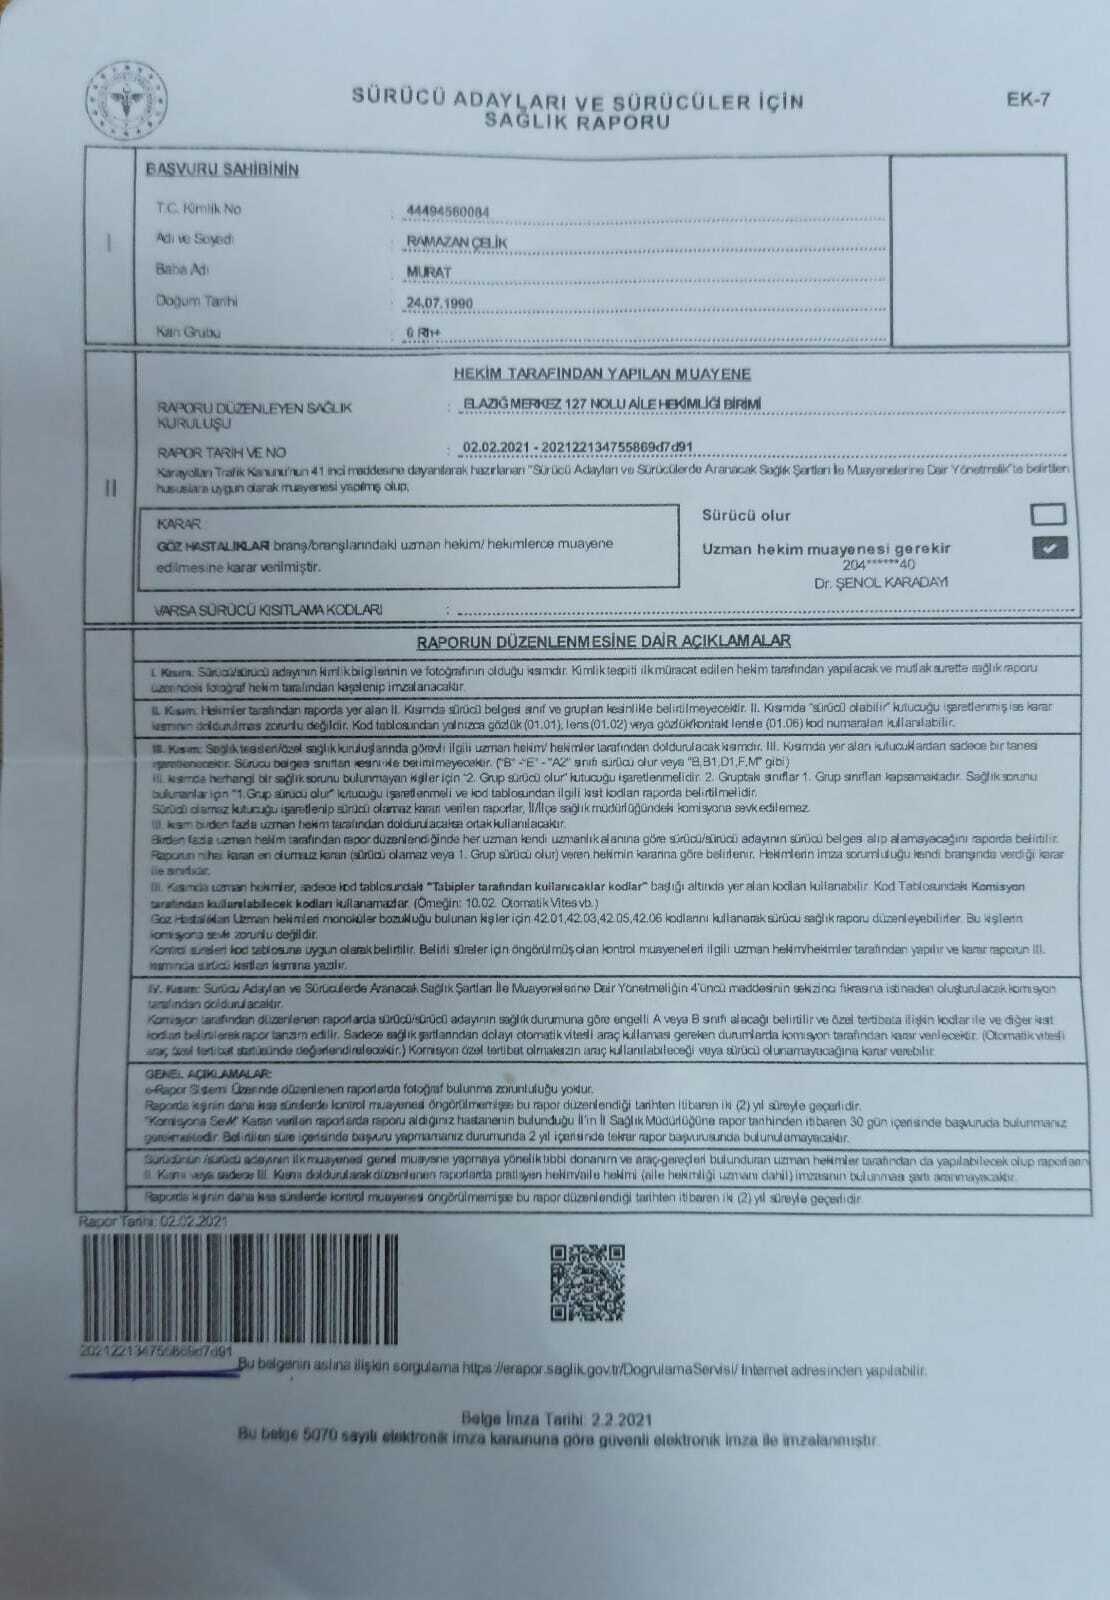 SÜRÜCÜ ADAYLARI VE SÜRÜCÜLER İÇİN
SAĞLIK RAPORU
EK-7
BAŞVURU SAHİBİNİN
I
T.C. Kimlik No : 44494560084
Adı ve Soyadı : RAMAZAN ÇELİK
Baba Adı : MURAT
Doğum Tarihi : 24.07.1990
Kan Grubu : 0 Rh+
II
HEKİM TARAFINDAN YAPILAN MUAYENE
RAPORU DÜZENLEYEN SAĞLIK : ELAZIĞ MERKEZ 127 NOLU AİLE HEKİMLİĞİ BİRİMİ
KURULUŞU
RAPOR TARİH VE NO : 02.02.2021 - 202122134755869d7d91
Karayolları Trafik Kanunu'nun 41 inci maddesine dayanılarak hazırlanan "Sürücü Adayları ve Sürücülerde Aranacak Sağlık Şartları İle Muayenelerine Dair Yönetmelik"te belirtilen
hususlara uygun olarak muayenesi yapılmış olup;
KARAR :
GÖZ HASTALIKLARI branş/branşlarındaki uzman hekim/ hekimlerce muayene
edilmesine karar verilmiştir.
Sürücü olur
Uzman hekim muayenesi gerekir
204******40
Dr. ŞENOL KARADAYI
VARSA SÜRÜCÜ KISITLAMA KODLARI :
RAPORUN DÜZENLENMESİNE DAİR AÇIKLAMALAR
I. Kısım: Sürücü/sürücü adayının kimlik bilgilerinin ve fotoğrafının olduğu kısımdır. Kimlik tespiti ilk müracat edilen hekim tarafından yapılacak ve mutlak surette sağlık raporu
üzerindeki fotoğraf hekim tarafından kaşelenip imzalanacaktır.
II. Kısım: Hekimler tarafından raporda yer alan II. Kısımda sürücü belgesi sınıf ve grupları kesinlikle belirtilmeyecektir. II. Kısımda "sürücü olabilir" kutucuğu işaretlenmiş ise karar
kısmının doldurulması zorunlu değildir. Kod tablosundan yalnızca gözlük (01.01), lens (01.02) veya gözlük/kontakt lensle (01.06) kod numaraları kullanılabilir.
III. Kısım: Sağlık tesisleri/özel sağlık kuruluşlarında görevli ilgili uzman hekim/ hekimler tarafından doldurulacak kısımdır. III. Kısımda yer alan kutucuklardan sadece bir tanesi
işaretlenecektir. Sürücü belgesi sınıfları kesinlikle belirtilmeyecektir. ("B" -"E" - "A2" sınıfı sürücü olur veya "B,B1,D1,F,M" gibi)
III. kısımda herhangi bir sağlık sorunu bulunmayan kişiler için "2. Grup sürücü olur" kutucuğu işaretlenmelidir. 2. Gruptaki sınıflar 1. Grup sınıfları kapsamaktadır. Sağlık sorunu
bulunanlar için "1.Grup sürücü olur" kutucuğu işaretlenmeli ve kod tablosundan ilgili kısıt kodları raporda belirtilmelidir.
Sürücü olamaz kutucuğu işaretlenip sürücü olamaz kararı verilen raporlar, İl/İlçe sağlık müdürlüğündeki komisyona sevk edilemez.
III. kısım birden fazla uzman hekim tarafından doldurulacaksa ortak kullanılacaktır.
Birden fazla uzman hekim tarafından rapor düzenlendiğinde her uzman kendi uzmanlık alanına göre sürücü/sürücü adayının sürücü belgesi alıp alamayacağını raporda belirtilir.
Raporun nihai kararı en olumsuz kararı (sürücü olamaz veya 1. Grup sürücü olur) veren hekimin kararına göre belirlenir. Hekimlerin imza sorumluluğu kendi branşında verdiği karar
ile sınırlıdır.
III. Kısımda uzman hekimler, sadece kod tablosundaki "Tabipler tarafından kullanılacaklar kodlar" başlığı altında yer alan kodları kullanabilir. Kod Tablosundaki Komisyon
tarafından kullanılabilecek kodları kullanamazlar. (Örneğin: 10.02. Otomatik Vites vb.)
Göz Hastalıkları Uzman hekimleri monoküler bozukluğu bulunan kişiler için 42.01,42.03,42.05,42.06 kodlarını kullanarak sürücü sağlık raporu düzenleyebilirler. Bu kişilerin
komisyona sevki zorunlu değildir.
Kontrol süreleri kod tablosuna uygun olarak belirtilir. Belirli süreler için öngörülmüş olan kontrol muayeneleri ilgili uzman hekim/hekimler tarafından yapılır ve karar raporun III.
kısmında sürücü kısıtları kısmına yazılır.
IV. Kısım: Sürücü Adayları ve Sürücülerde Aranacak Sağlık Şartları İle Muayenelerine Dair Yönetmeliğin 4'üncü maddesinin sekizinci fıkrasına istinaden oluşturulacak komisyon
tarafından doldurulacaktır.
Komisyon tarafından düzenlenen raporlarda sürücü/sürücü adayının sağlık durumuna göre engelli A veya B sınıfı alacağı belirtilir ve özel tertibata ilişkin kodlar ile ve diğer kısıt
kodları belirtilerek rapor tanzim edilir. Sadece sağlık şartlarından dolayı otomatik vitesli araç kullanması gereken durumlarda komisyon tarafından karar verilecektir. (Otomatik vitesli
araç özel tertibat statüsünde değerlendirilecektir.) Komisyon özel tertibat olmaksızın araç kullanılabileceği veya sürücü olunamayacağına karar verebilir.
GENEL AÇIKLAMALAR:
e-Rapor Sistemi Üzerinde düzenlenen raporlarda fotoğraf bulunma zorunluluğu yoktur.
Raporda kişinin daha kısa sürelerde kontrol muayenesi öngörülmemişse bu rapor düzenlendiği tarihten itibaren iki (2) yıl süreyle geçerlidir.
"Komisyona Sevk" Kararı verilen raporlarda raporu aldığınız hastanenin bulunduğu İl'in İl Sağlık Müdürlüğüne rapor tarihinden itibaren 30 gün içerisinde başvuruda bulunmanız
gerekmektedir. Belirtilen süre içerisinde başvuru yapmamanız durumunda 2 yıl içerisinde tekrar rapor başvurusunda bulunulamayacaktır.
Sürücünün /sürücü adayının ilk muayenesi genel muayene yapmaya yönelik tıbbi donanım ve araç-gereçleri bulunduran uzman hekimler tarafından da yapılabilecek olup raporların
II. Kısmı veya sadece III. Kısmı doldurularak düzenlenen raporlarda pratisyen hekim/aile hekimi (aile hekimliği uzmanı dahil) imzasının bulunması şartı aranmayacaktır.
Raporda kişinin daha kısa sürelerde kontrol muayenesi öngörülmemişse bu rapor düzenlendiği tarihten itibaren iki (2) yıl süreyle geçerlidir.
Rapor Tarihi: 02.02.2021
202122134755869d7d91
Bu belgenin aslına ilişkin sorgulama https://erapor.saglik.gov.tr/DogrulamaServisi/ Internet adresinden yapılabilir.
Belge İmza Tarihi: 2.2.2021
Bu belge 5070 sayılı elektronik imza kanununa göre güvenli elektronik imza ile imzalanmıştır.